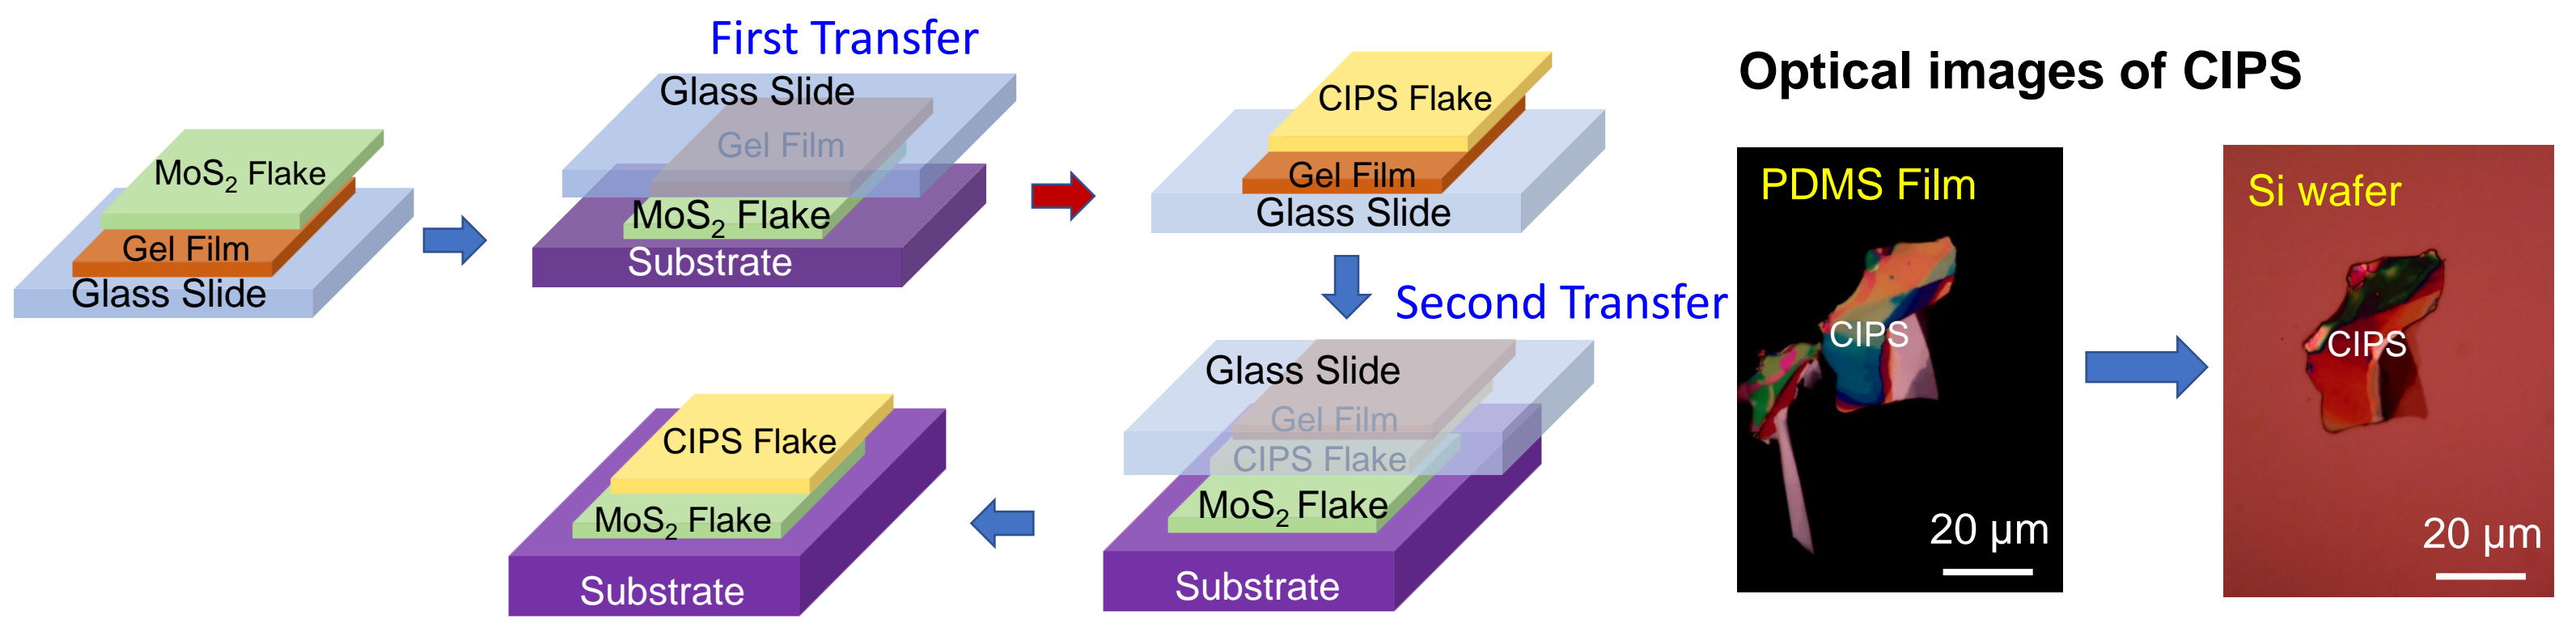 First Transfer
MoS₂ Flake
Gel Film
Glass Slide
Glass Slide
Gel Film
MoS₂ Flake
Substrate
CIPS Flake
Gel Film
Glass Slide
Second Transfer
Glass Slide
Gel Film
CIPS Flake
MoS₂ Flake
Substrate
CIPS Flake
MoS₂ Flake
Substrate
Optical images of CIPS
PDMS Film
CIPS
20 μm
Si wafer
CIPS
20 μm